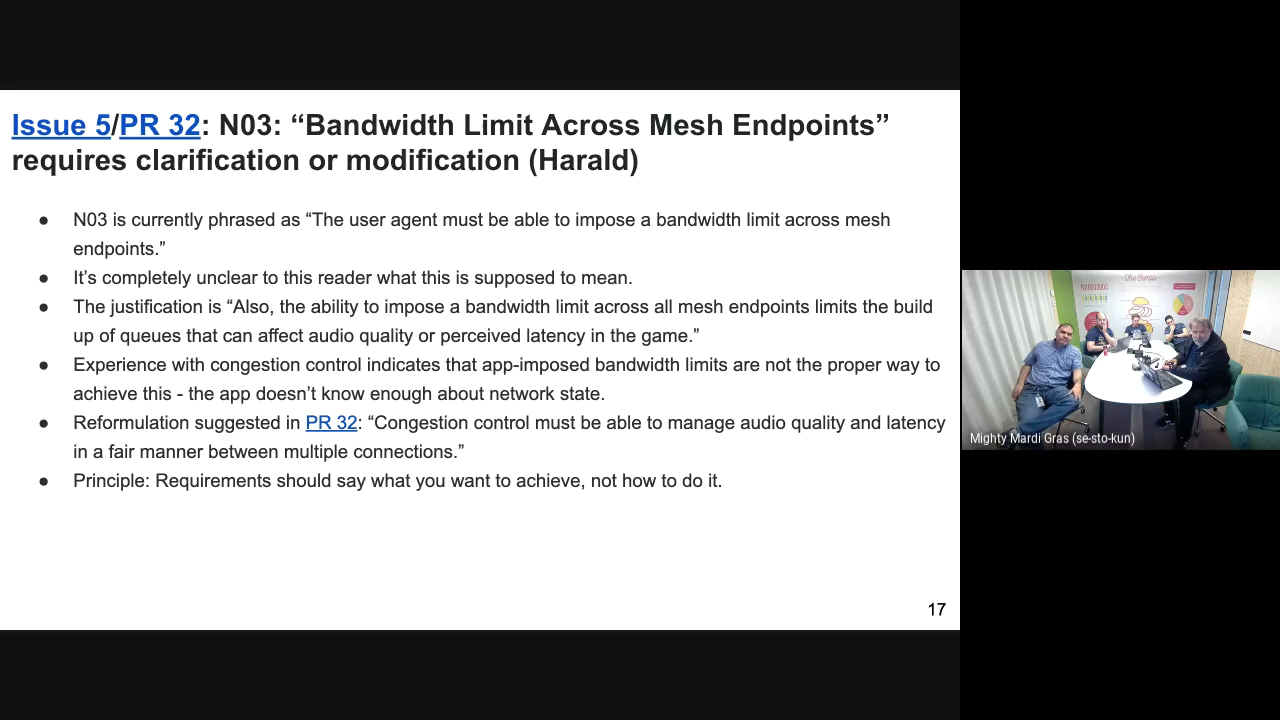 Issue 5/PR 32: N03: “Bandwidth Limit Across Mesh Endpoints”
requires clarification or modification (Harald)
● N03 is currently phrased as “The user agent must be able to impose a bandwidth limit across mesh
endpoints.”
● It’s completely unclear to this reader what this is supposed to mean.
● The justification is “Also, the ability to impose a bandwidth limit across all mesh endpoints limits the build
up of queues that can affect audio quality or perceived latency in the game.”
● Experience with congestion control indicates that app-imposed bandwidth limits are not the proper way to
achieve this - the app doesn’t know enough about network state.
● Reformulation suggested in PR 32: “Congestion control must be able to manage audio quality and latency
in a fair manner between multiple connections.”
● Principle: Requirements should say what you want to achieve, not how to do it.
17
Mighty Mardi Gras (se-sto-kun)